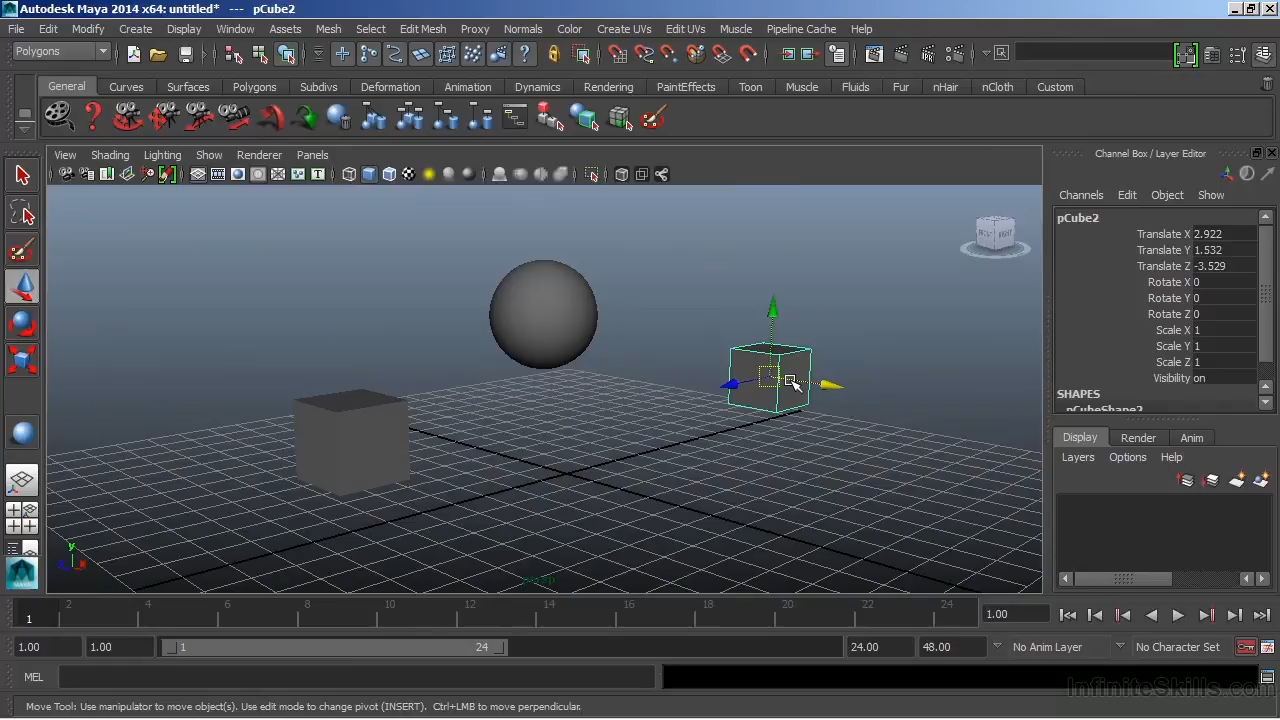 Autodesk Maya 2014 x64: untitled* --- pCube2
File Edit Modify Create Display Window Assets Mesh Select Edit Mesh Proxy Normals Color Create UVs Edit UVs Muscle Pipeline Cache Help
Polygons
General Curves Surfaces Polygons Subdivs Deformation Animation Dynamics Rendering PaintEffects Toon Muscle Fluids Fur nHair nCloth Custom
View Shading Lighting Show Renderer Panels
Channel Box / Layer Editor
Channels Edit Object Show
pCube2
Translate X 2.922
Translate Y 1.532
Translate Z -3.529
Rotate X 0
Rotate Y 0
Rotate Z 0
Scale X 1
Scale Y 1
Scale Z 1
Visibility on
SHAPES
pCubeShape2
Display Render Anim
Layers Options Help
y
persp
1 2 4 6 8 10 12 14 16 18 20 22 24 1.00
1.00 1.00 1 24 24.00 48.00 No Anim Layer No Character Set
MEL
InfiniteSkills.com
Move Tool: Use manipulator to move object(s). Use edit mode to change pivot (INSERT). Ctrl+LMB to move perpendicular.